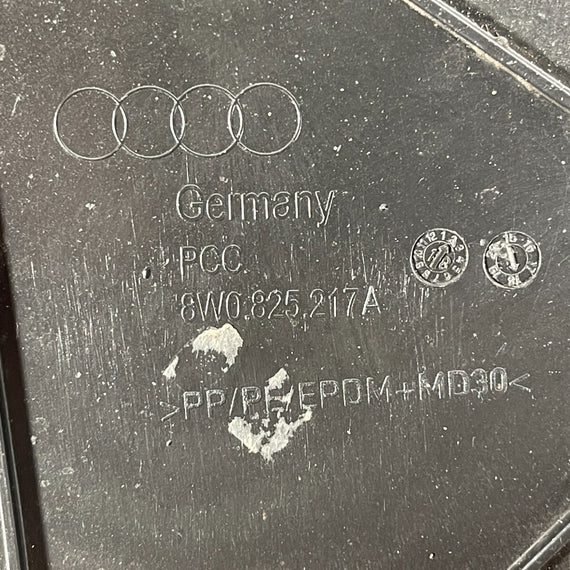 Germany
PCC
8W0.825.217A
>PP/PE/EPDM+MD30<